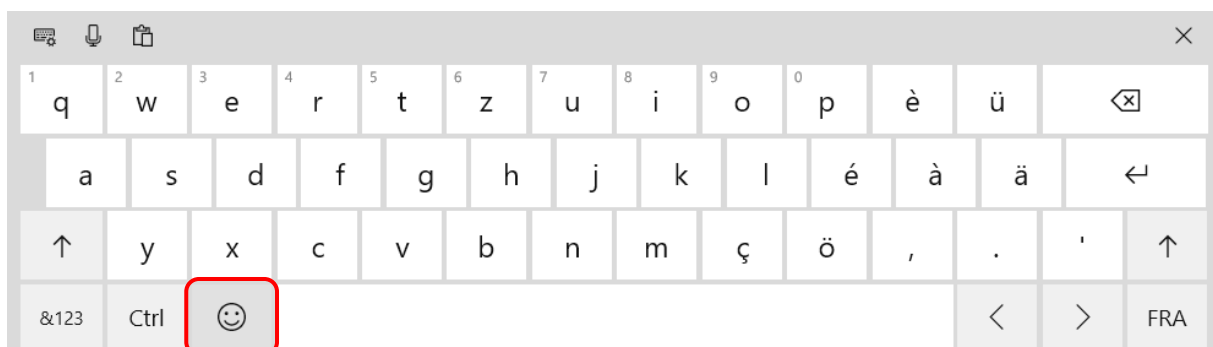 1 q 2 w 3 e 4 r 5 t 6 z 7 u 8 i 9 o 0 p è ü
a s d f g h j k l é à ä
y x c v b n m ç ö , . '
&123 Ctrl FRA